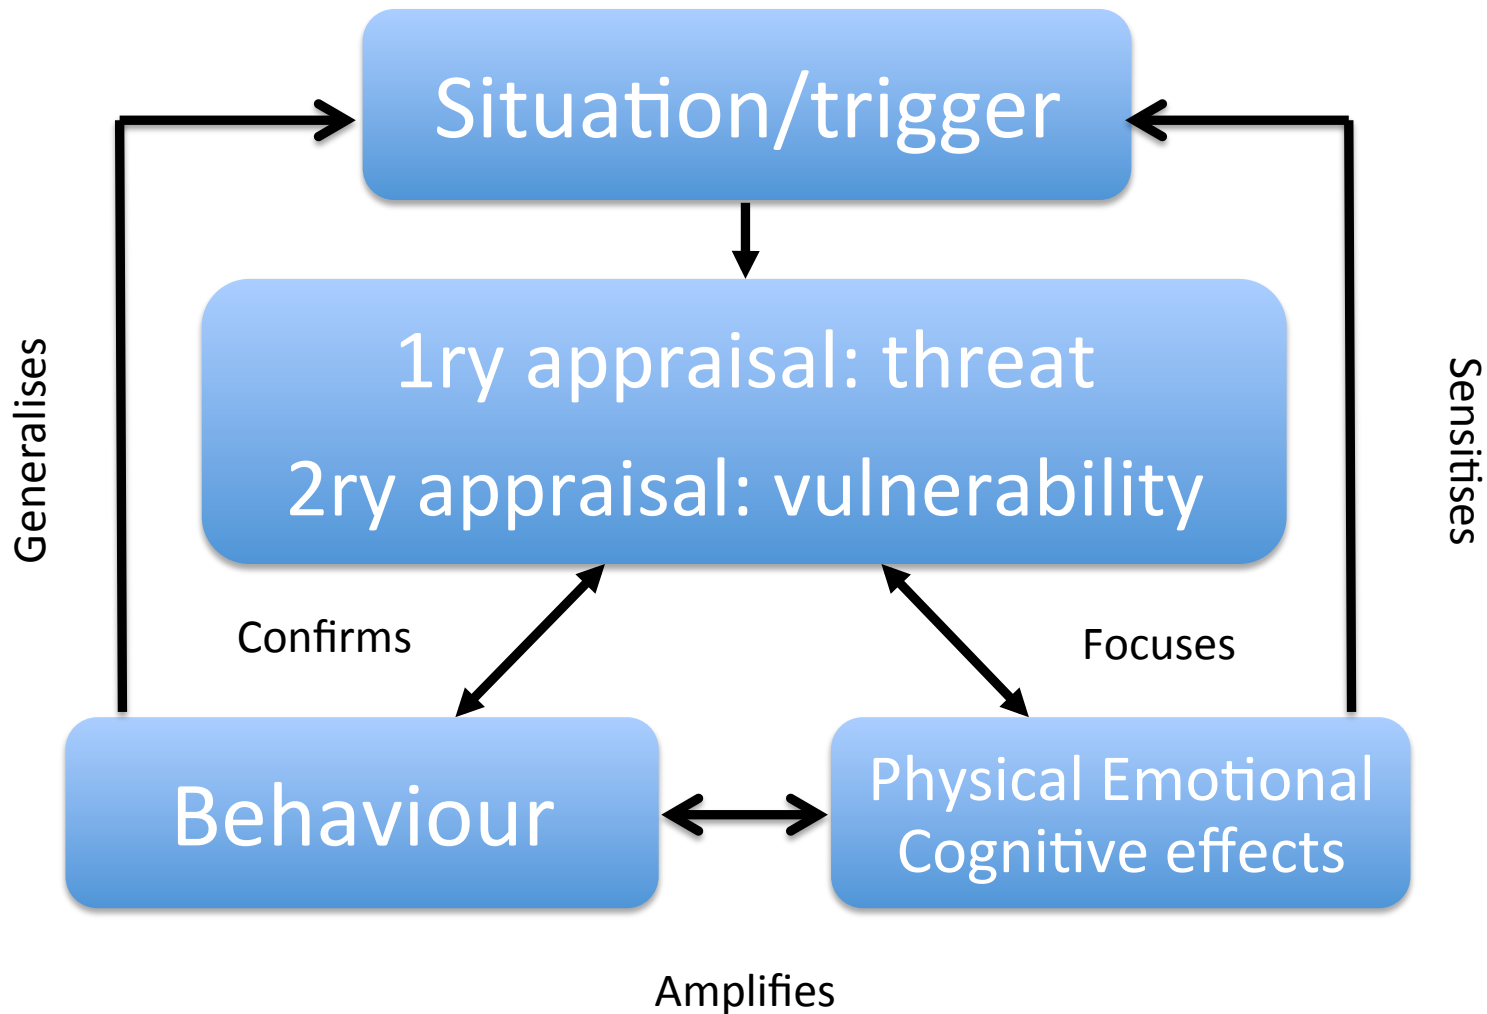 Situation/trigger
1ry appraisal: threat
2ry appraisal: vulnerability
Generalises
Sensitises
Confirms
Focuses
Behaviour
Physical Emotional
Cognitive effects
Amplifies